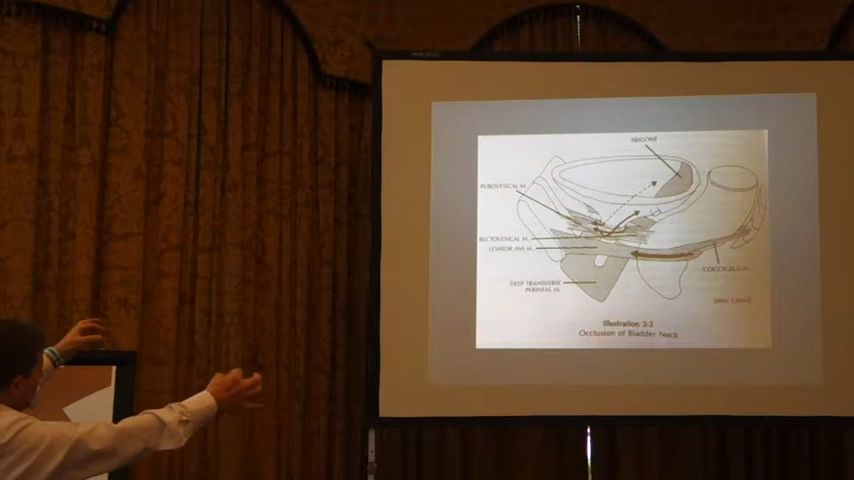 TRIGONE
PUBOVESICAL M.
RECTOVESICAL M.
LEVATOR ANI M.
DEEP TRANSVERSE
PERINEAL M.
COCCYGEUS M.
Illustration 2-3
Occlusion of Bladder Neck